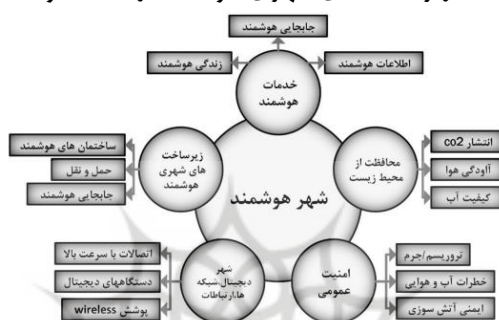 جابجایی هوشمند
زندگی هوشمند
اطلاعات هوشمند
خدمات
هوشمند
ساختمان های هوشمند
حمل و نقل
جابجایی هوشمند
زیرساخت
های شهری
هوشمند
محافظت از
محیط زیست
انتشار co2
آلودگی هوا
کیفیت آب
شهر هوشمند
اتصالات با سرعت بالا
دستگاههای دیجیتال
پوشش wireless
شهر
دیجیتال،شبکه
ها،ارتباطات
امنیت
عمومی
تروریسم/جرم
خطرات آب و هوایی
ایمنی آتش سوزی